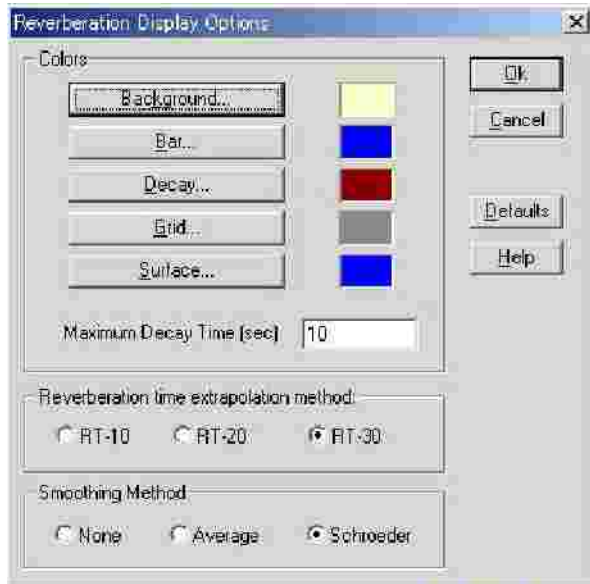 Reverberation Display Options
Colors
Background...
Bar...
Decay...
Grid...
Surface...
Maximum Decay Time (sec) 10
Ok
Cancel
Defaults
Help
Reverberation time extrapolation method:
RT-10 RT-20 RT-30
Smoothing Method
None Average Schroeder